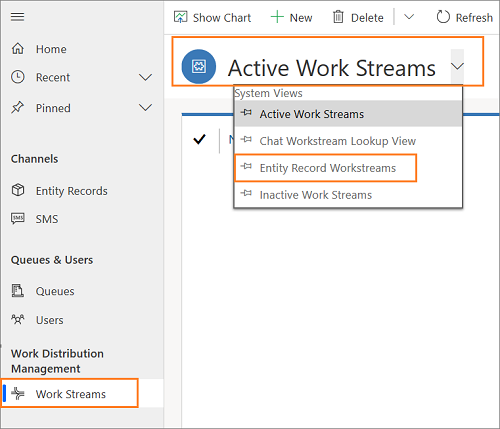 Show Chart
New
Delete
Refresh
Home
Recent
Pinned
Active Work Streams
System Views
Active Work Streams
Chat Workstream Lookup View
Entity Record Workstreams
Inactive Work Streams
Channels
Entity Records
SMS
Queues & Users
Queues
Users
Work Distribution
Management
Work Streams